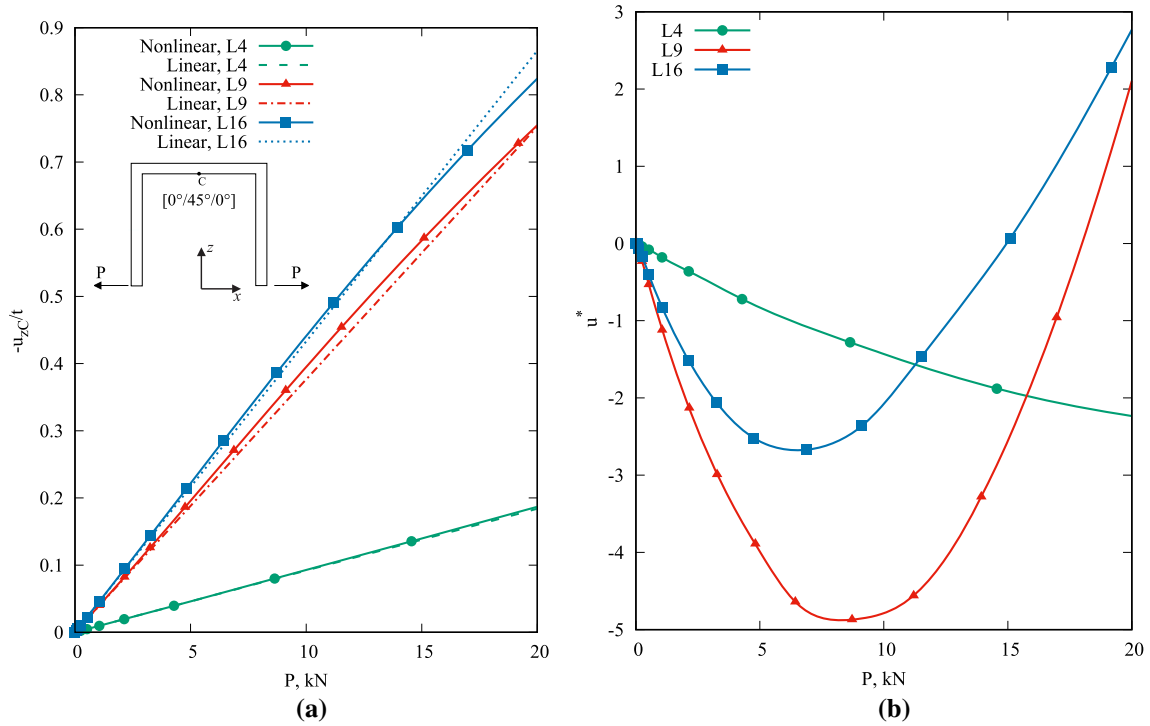 0.9
0.8
0.7
0.6
0.5
0.4
0.3
0.2
0.1
0
-u_zC/t
Nonlinear, L4
Linear, L4
Nonlinear, L9
Linear, L9
Nonlinear, L16
Linear, L16
C
[0°/45°/0°]
P
P
z
x
0 5 10 15 20
P, kN
(a)
3
2
1
0
-1
-2
-3
-4
-5
u*
L4
L9
L16
0 5 10 15 20
P, kN
(b)